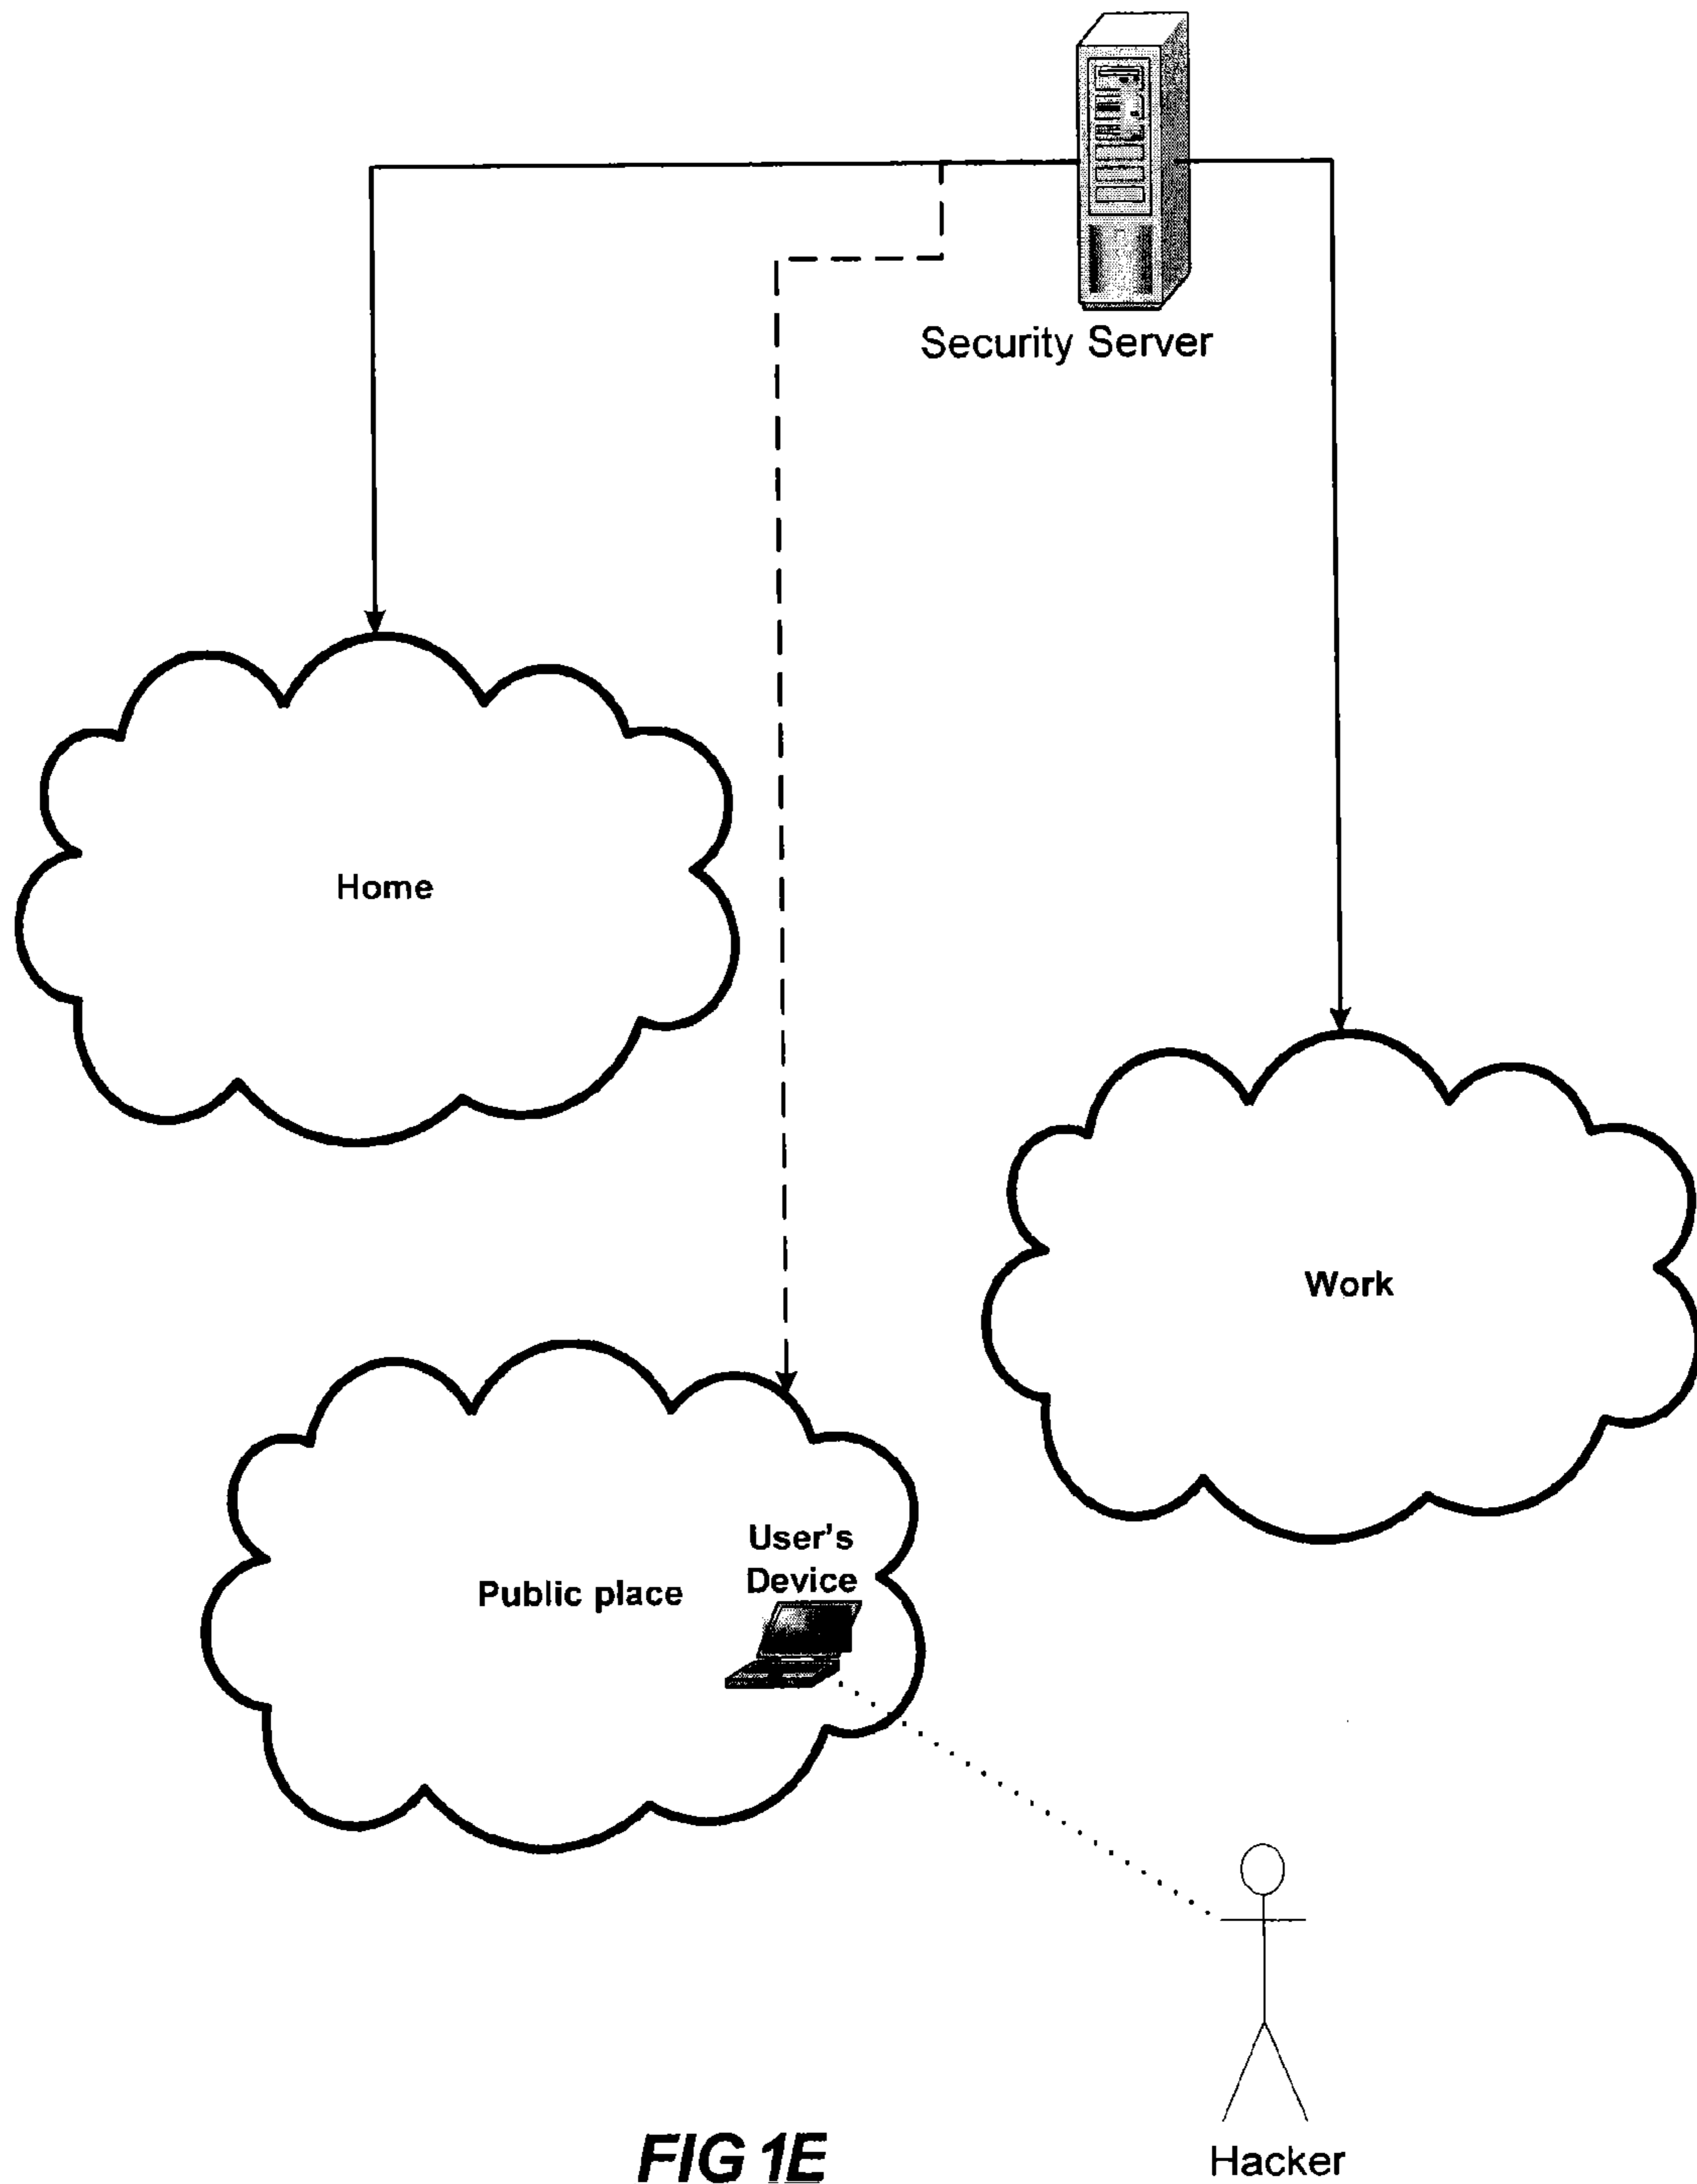 Security Server
Home
Work
User's
Device
Public place
Hacker
FIG 1E